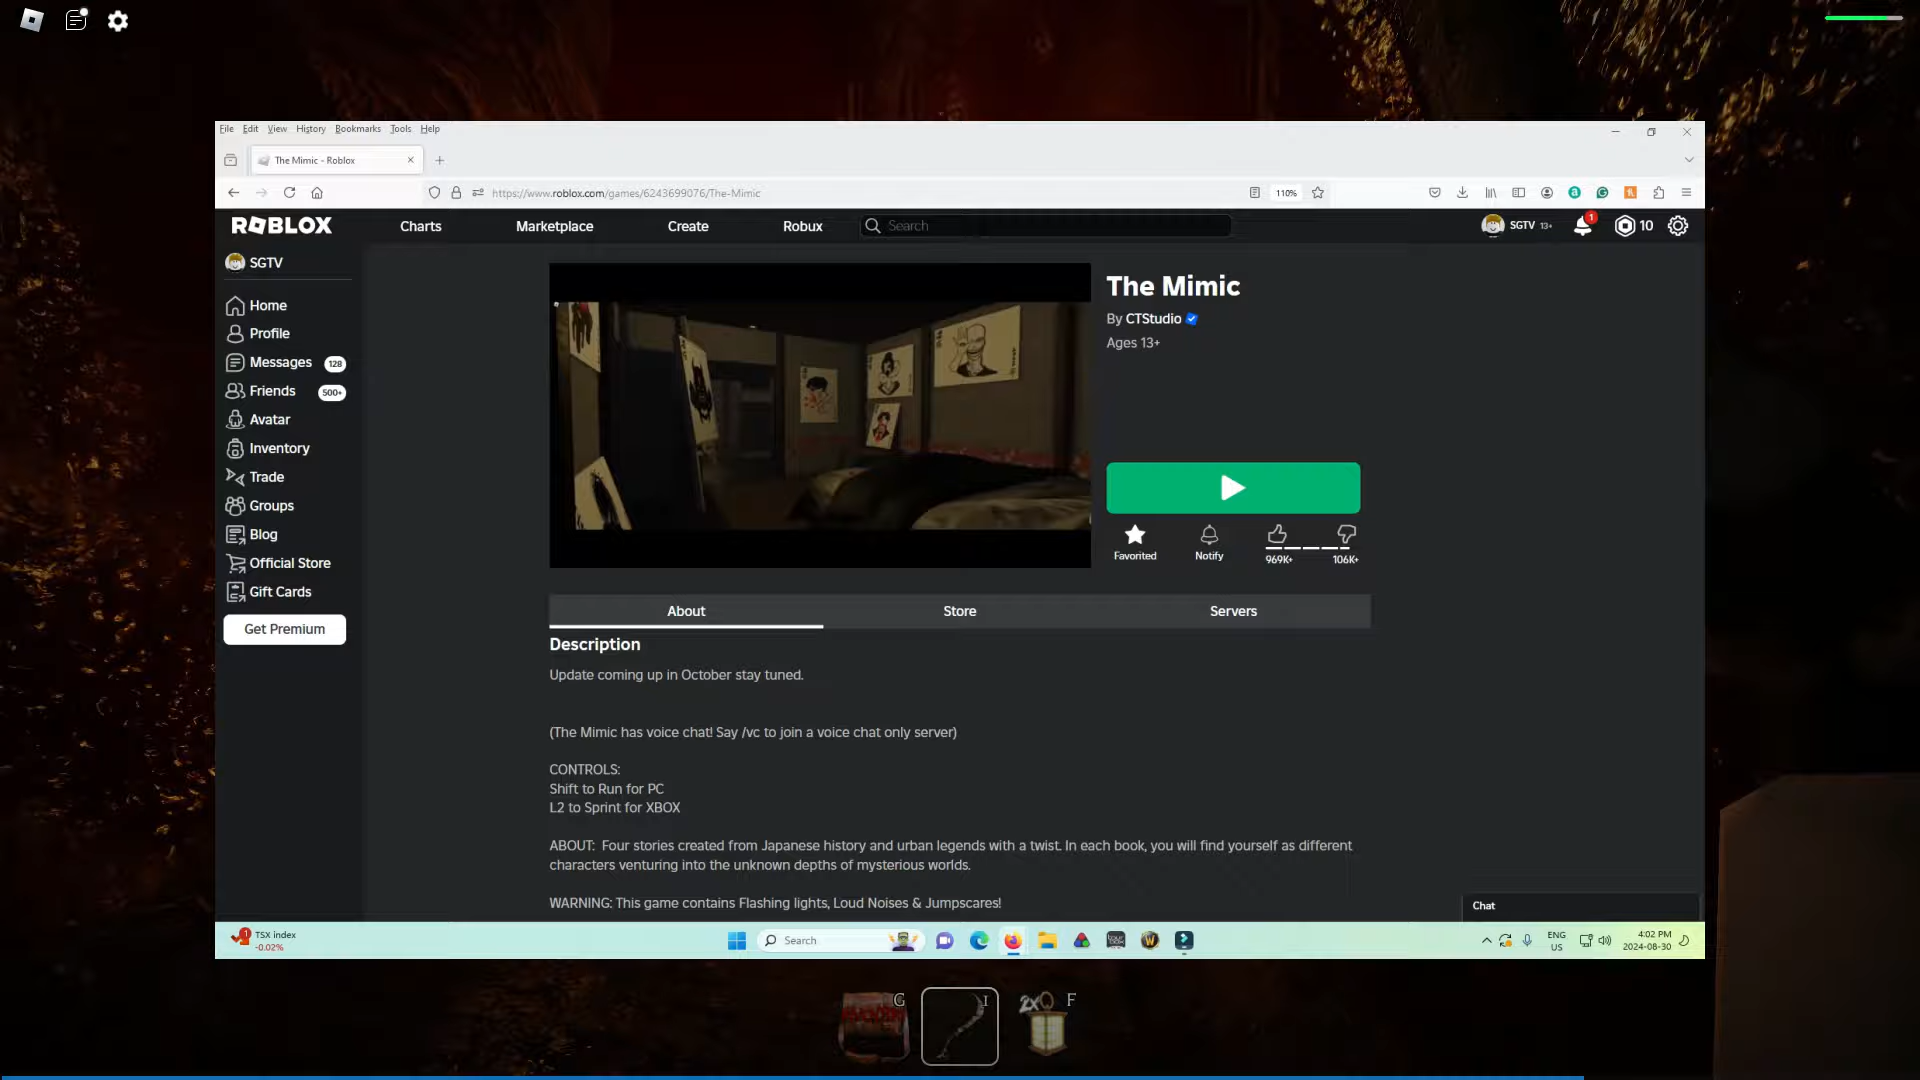 File Edit View History Bookmarks Tools Help
The Mimic - Roblox
https://www.roblox.com/games/6243699076/The-Mimic
110%
ROBLOX
Charts
Marketplace
Create
Robux
Search
SGTV 13+
1
10
SGTV
Home
Profile
Messages 128
Friends 500+
Avatar
Inventory
Trade
Groups
Blog
Official Store
Gift Cards
Get Premium
The Mimic
By CTStudio
Ages 13+
Favorited
Notify
969K+
106K+
About
Store
Servers
Description
Update coming up in October stay tuned.
(The Mimic has voice chat! Say /vc to join a voice chat only server)
CONTROLS:
Shift to Run for PC
L2 to Sprint for XBOX
ABOUT: Four stories created from Japanese history and urban legends with a twist. In each book, you will find yourself as different
characters venturing into the unknown depths of mysterious worlds.
WARNING: This game contains Flashing lights, Loud Noises & Jumpscares!
Chat
1
TSX index
-0.02%
Search
ENG
US
4:02 PM
2024-08-30
G
I
2X
F